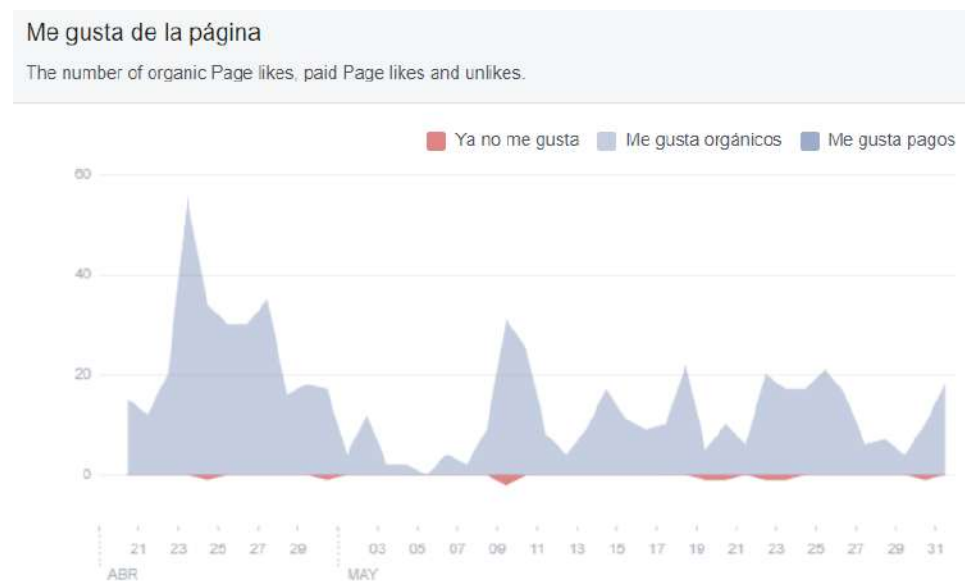 Me gusta de la página
The number of organic Page likes, paid Page likes and unlikes.
Ya no me gusta Me gusta orgánicos Me gusta pagos
60
40
20
0
21 23 25 27 29 03 05 07 09 11 13 15 17 19 21 23 25 27 29 31
ABR MAY